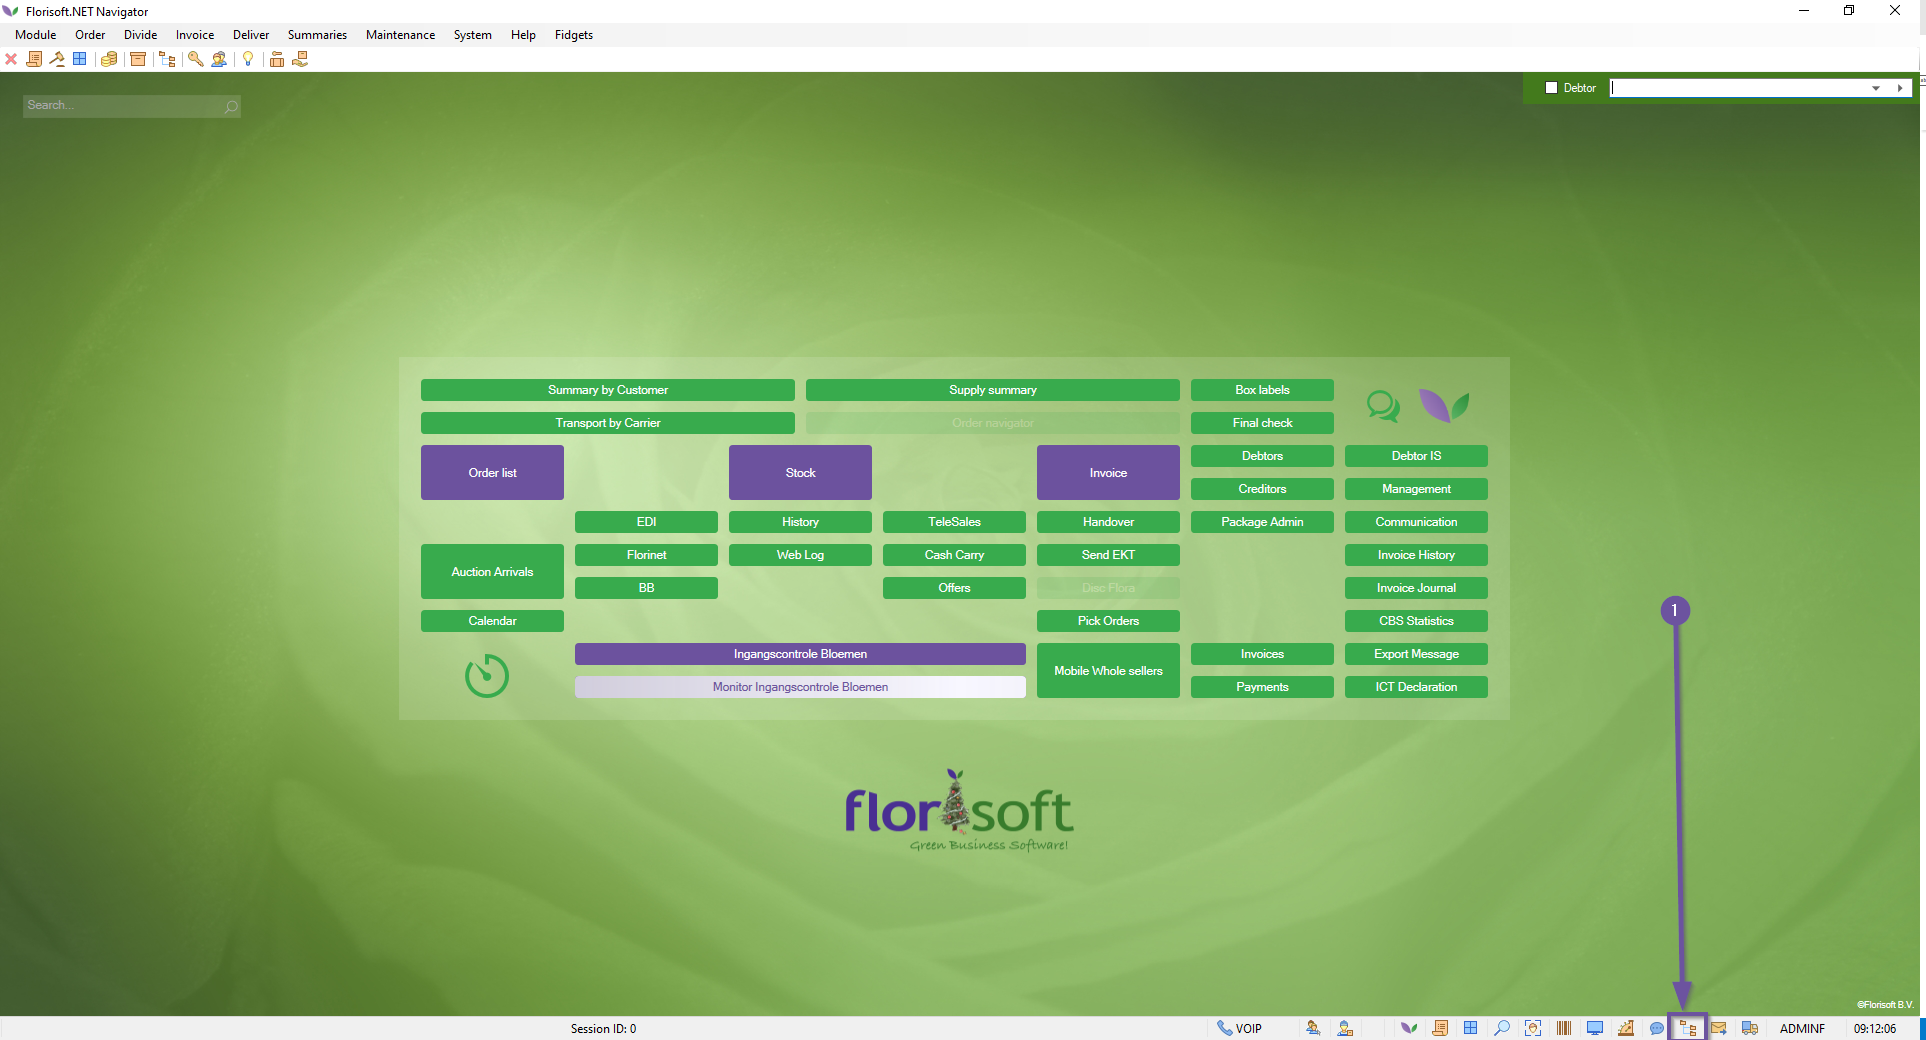 Florisoft.NET Navigator
Module Order Divide Invoice Deliver Summaries Maintenance System Help Fidgets
Search...
Debtor
Summary by Customer Supply summary Box labels
Transport by Carrier Order navigator Final check
Order list Stock Invoice Debtors Debtor IS
Creditors Management
EDI History TeleSales Handover Package Admin Communication
Auction Arrivals Florinet Web Log Cash Carry Send EKT Invoice History
BB Offers Disc Flora Invoice Journal
Calendar Pick Orders CBS Statistics
1
Ingangscontrole Bloemen Mobile Whole sellers Invoices Export Message
Monitor Ingangscontrole Bloemen Payments ICT Declaration
florisoft
Green Business Software!
©Florisoft B.V.
Session ID: 0 VOIP ADMINF 09:12:06